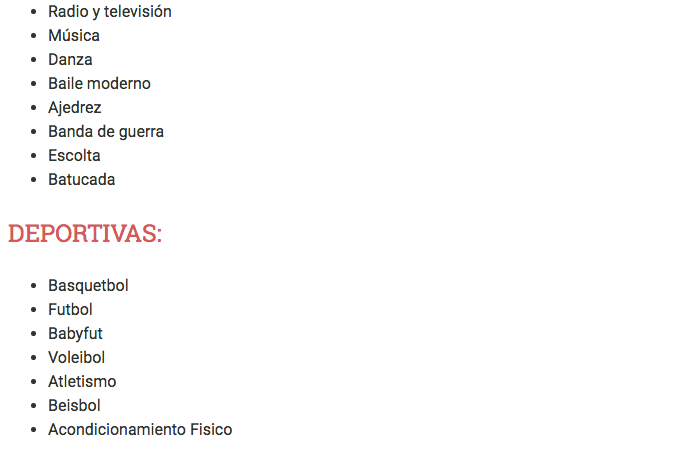 Radio y televisión
Música
Danza
Baile moderno
Ajedrez
Banda de guerra
Escolta
Batucada
DEPORTIVAS:
Basquetbol
Futbol
Babyfut
Voleibol
Atletismo
Beisbol
Acondicionamiento Fisico